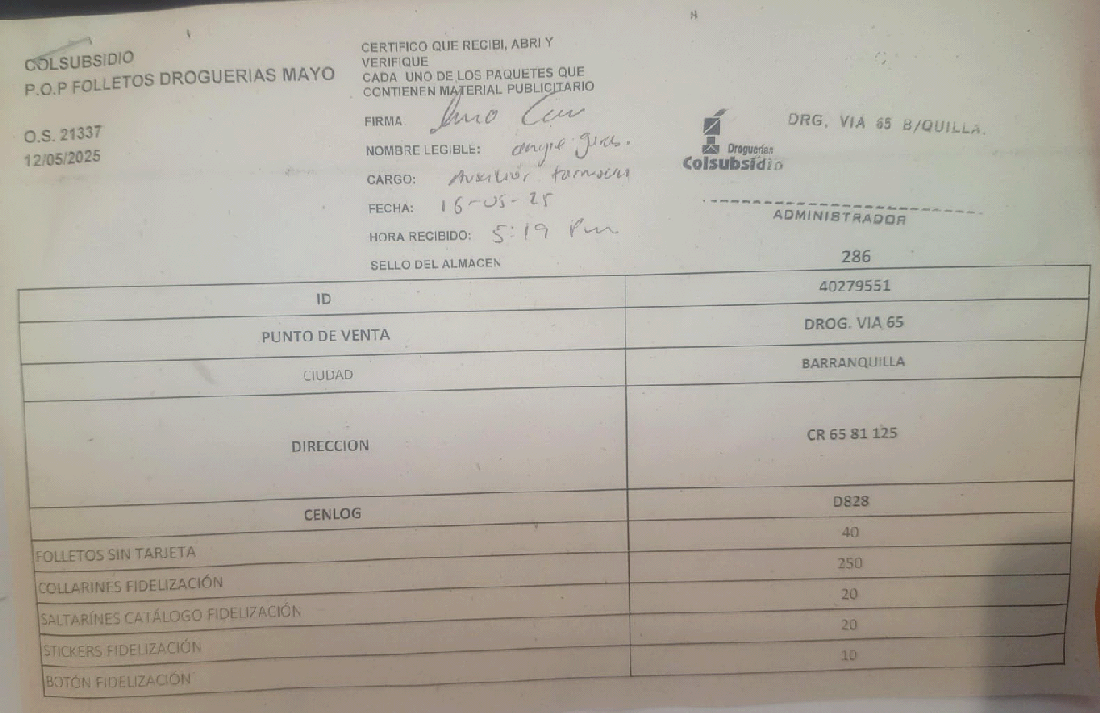 COLSUBSIDIO
P.O.P FOLLETOS DROGUERIAS MAYO
O.S. 21337
12/05/2025
CERTIFICO QUE RECIBI, ABRI Y
VERIFIQUE
CADA UNO DE LOS PAQUETES QUE
CONTIENEN MATERIAL PUBLICITARIO
FIRMA
NOMBRE LEGIBLE:
CARGO: Auxiliar
FECHA: 15-05-25
HORA RECIBIDO: 5:19 Pm
SELLO DEL ALMACEN
DRG, VIA 65 B/QUILLA.
Droguerías
Colsubsidio
ADMINISTRADOR
286
ID 40279551
PUNTO DE VENTA DROG. VIA 65
CIUDAD BARRANQUILLA
DIRECCION CR 65 81 125
CENLOG D828
FOLLETOS SIN TARJETA 40
COLLARINES FIDELIZACIÓN 250
SALTARINES CATÁLOGO FIDELIZACIÓN 20
STICKERS FIDELIZACIÓN 20
BOTÓN FIDELIZACIÓN 10